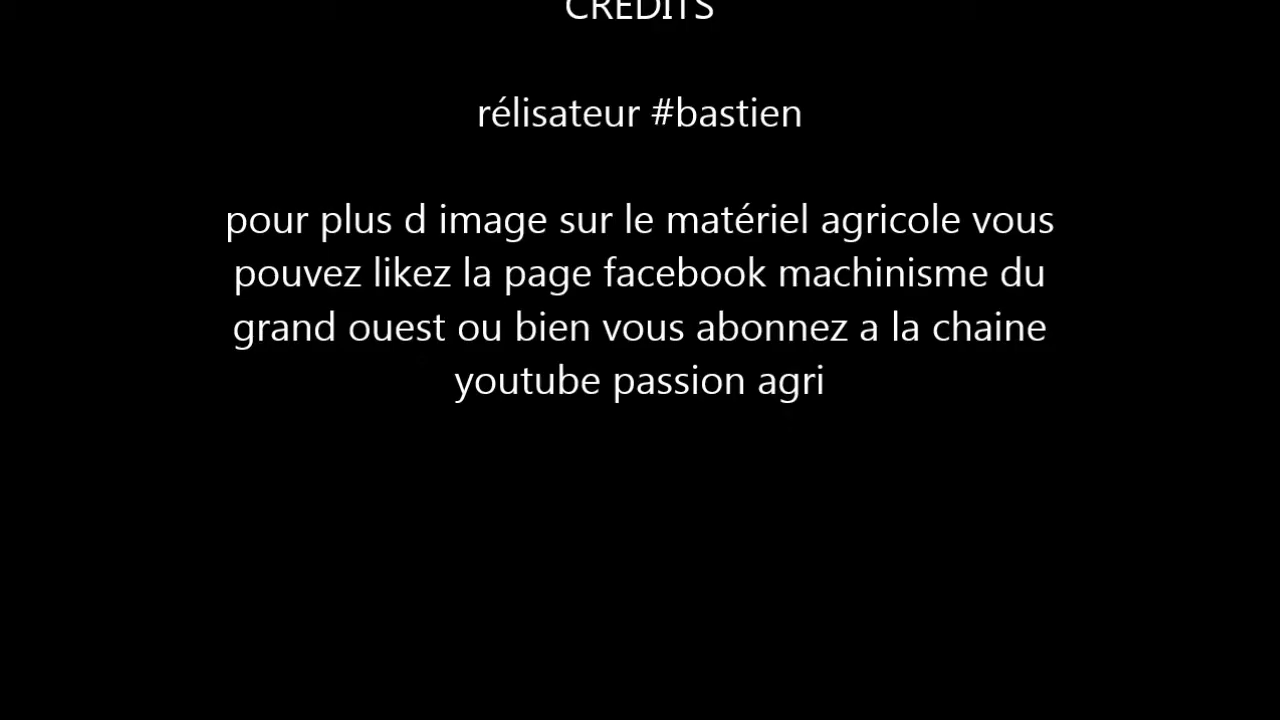 CREDITS
rélisateur #bastien
pour plus d image sur le matériel agricole vous
pouvez likez la page facebook machinisme du
grand ouest ou bien vous abonnez a la chaine
youtube passion agri